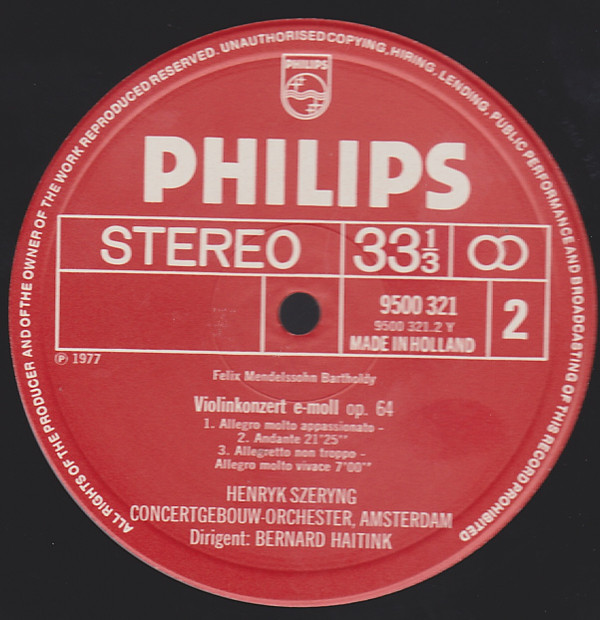 ALL RIGHTS OF THE PRODUCER AND OF THE OWNER OF THE WORK REPRODUCED RESERVED. UNAUTHORISED COPYING, HIRING, LENDING, PUBLIC PERFORMANCE AND BROADCASTING OF THIS RECORD PROHIBITED
PHILIPS
PHILIPS
STEREO 33 1/3
9500 321
9500 321.2 Y
MADE IN HOLLAND
2
℗ 1977
Felix Mendelssohn Bartholdy
Violinkonzert e-moll op. 64
1. Allegro molto appassionato -
2. Andante 21'25"
3. Allegretto non troppo -
Allegro molto vivace 7'00"
HENRYK SZERYNG
CONCERTGEBOUW-ORCHESTER, AMSTERDAM
Dirigent: BERNARD HAITINK